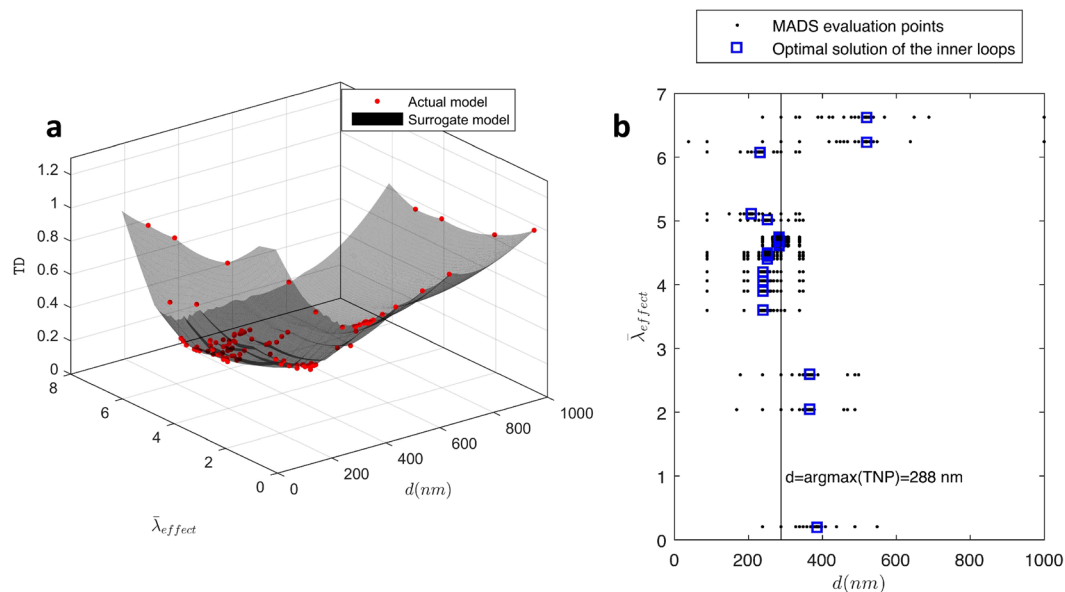 a
Actual model
Surrogate model
1.2
1
0.8
0.6
0.4
0.2
0
TD
8
6
4
2
0
λ̄effect
0
200
400
600
800
1000
d(nm)
MADS evaluation points
Optimal solution of the inner loops
b
7
6
5
4
3
2
1
0
λ̄effect
d=argmax(TNP)=288 nm
0 200 400 600 800 1000
d(nm)